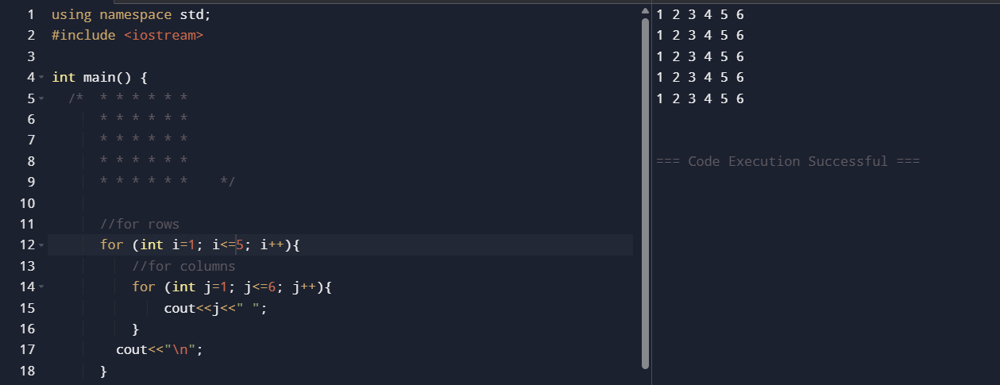 1 using namespace std;
2 #include <iostream>
3
4 int main() {
5 /* * * * * * *
6 * * * * * *
7 * * * * * *
8 * * * * * *
9 * * * * * * */
10
11 //for rows
12 for (int i=1; i<=5; i++){
13 //for columns
14 for (int j=1; j<=6; j++){
15 cout<<j<<" ";
16 }
17 cout<<"\n";
18 }
1 2 3 4 5 6
1 2 3 4 5 6
1 2 3 4 5 6
1 2 3 4 5 6
1 2 3 4 5 6
=== Code Execution Successful ===